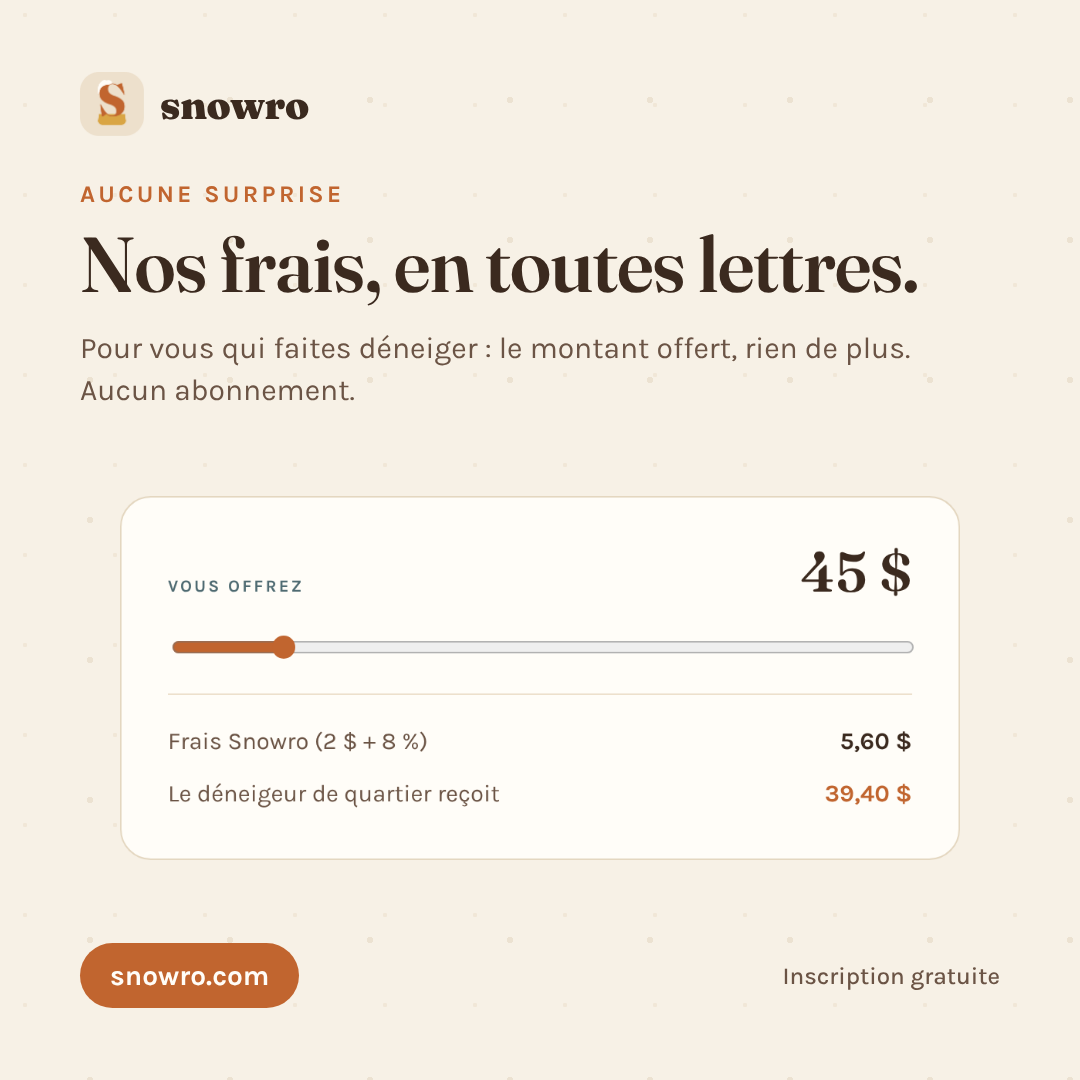 S
snowro
AUCUNE SURPRISE
Nos frais, en toutes lettres.
Pour vous qui faites déneiger : le montant offert, rien de plus.
Aucun abonnement.
VOUS OFFREZ
45 $
Frais Snowro (2 $ + 8 %)
5,60 $
Le déneigeur de quartier reçoit
39,40 $
snowro.com
Inscription gratuite